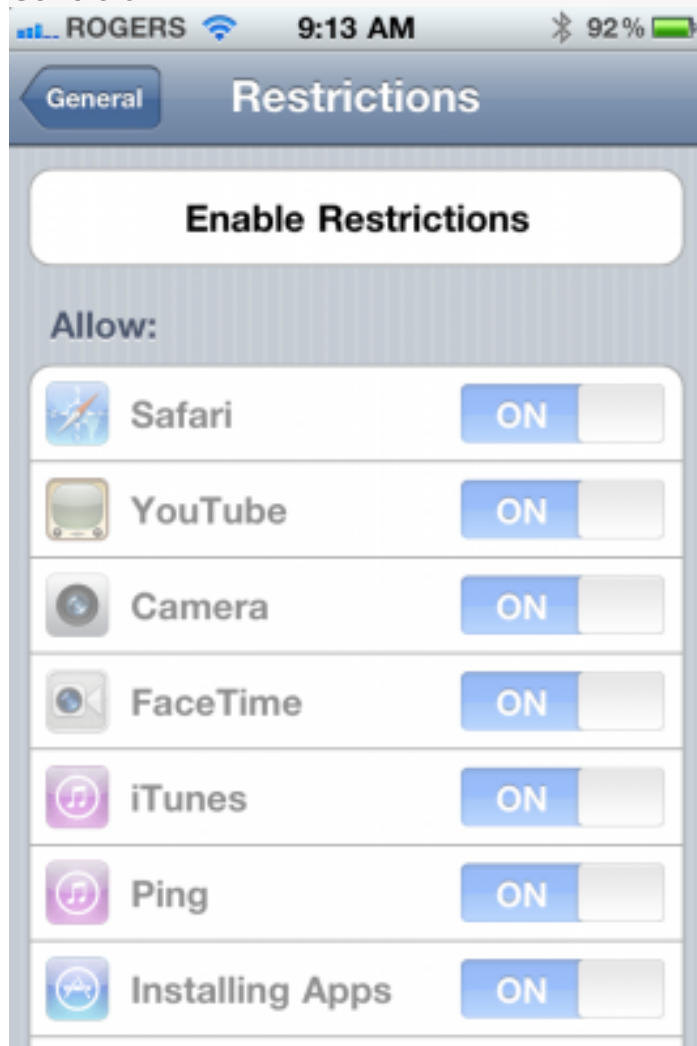 ROGERS 9:13 AM 92%
General Restrictions
Enable Restrictions
Allow:
Safari ON
YouTube ON
Camera ON
FaceTime ON
iTunes ON
Ping ON
Installing Apps ON